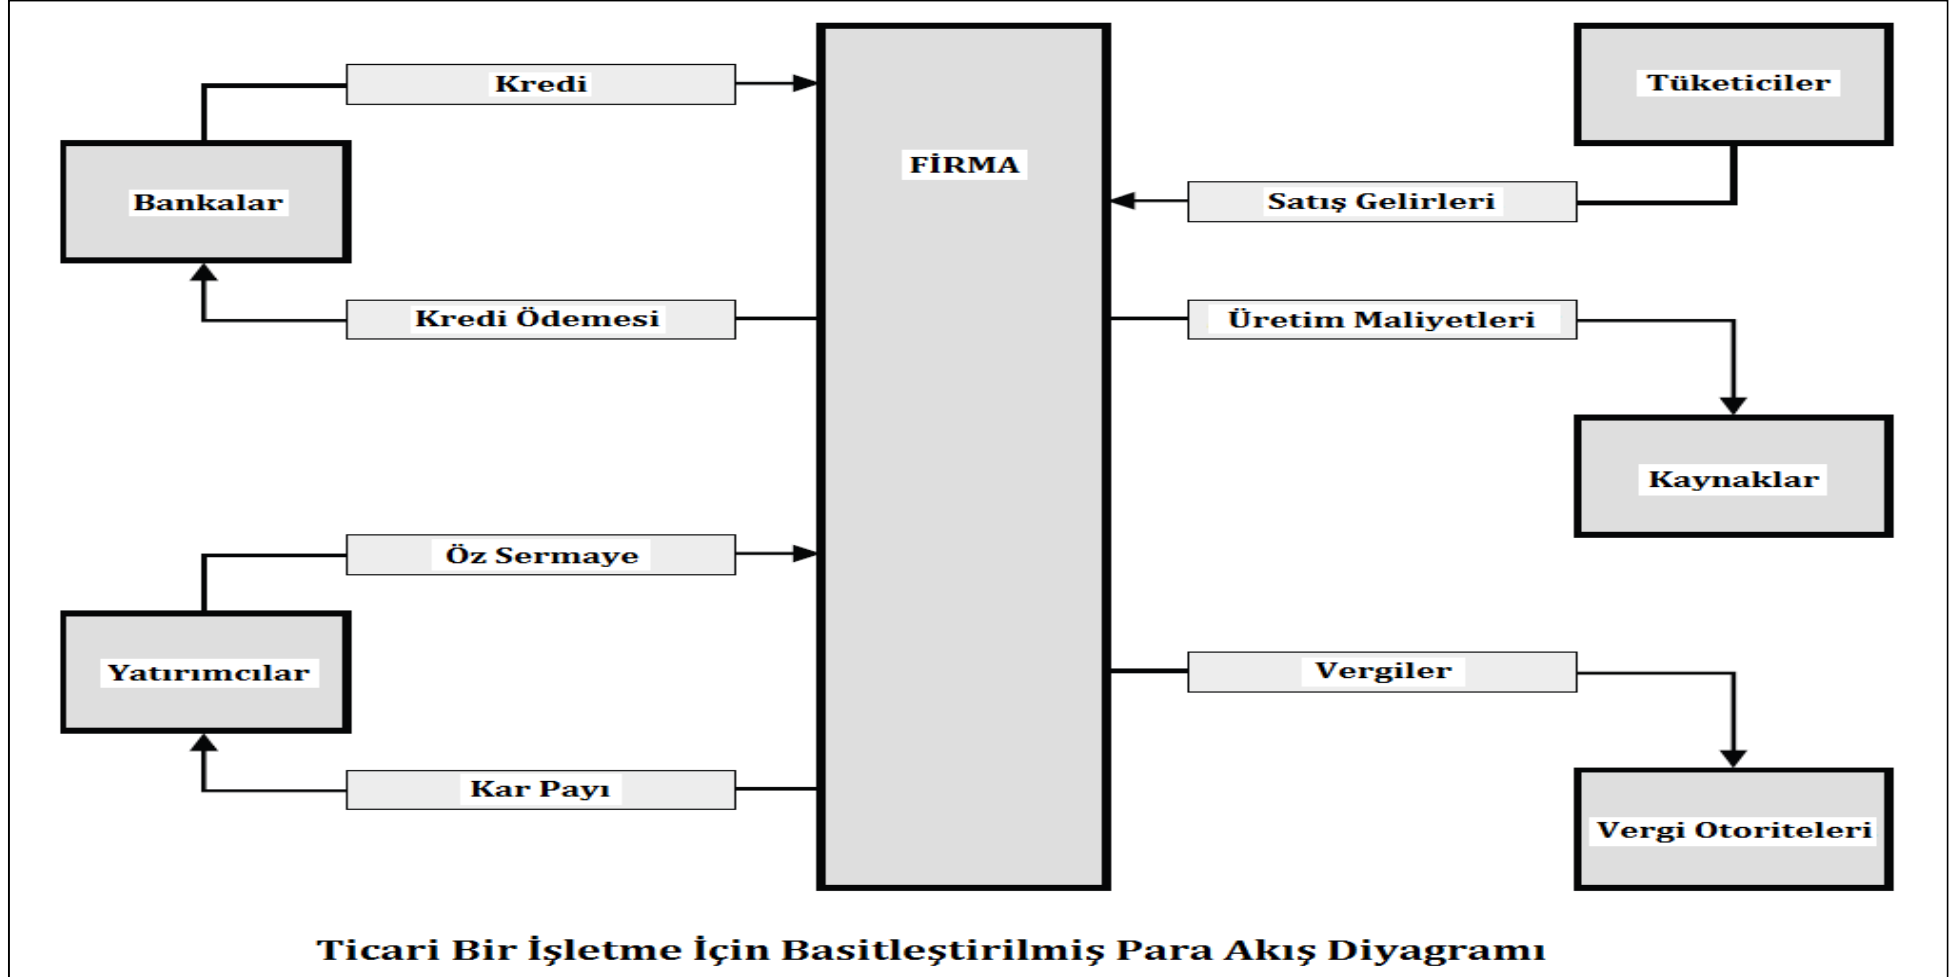 Kredi
Tüketiciler
FİRMA
Bankalar
Satış Gelirleri
Kredi Ödemesi
Üretim Maliyetleri
Kaynaklar
Öz Sermaye
Yatırımcılar
Vergiler
Kar Payı
Vergi Otoriteleri
Ticari Bir İşletme İçin Basitleştirilmiş Para Akış Diyagramı